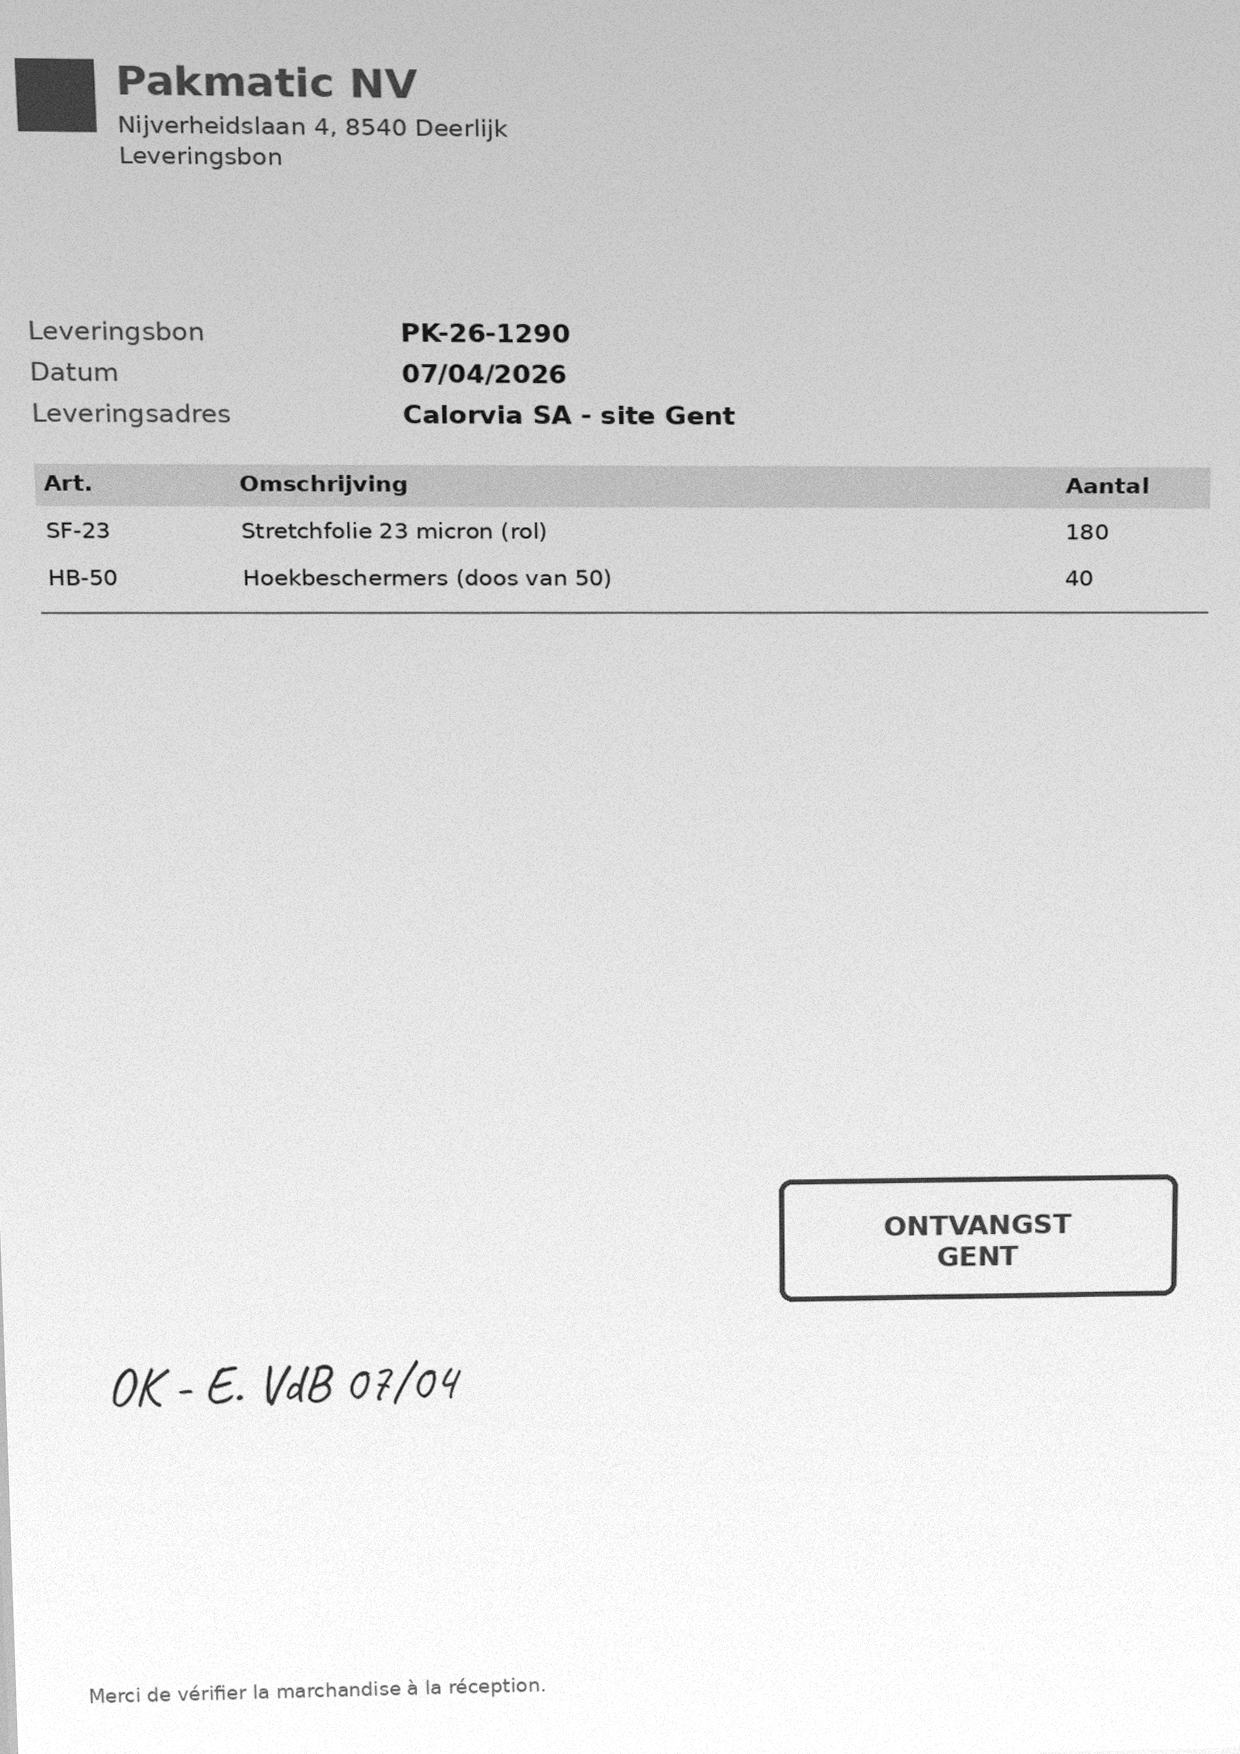 Pakmatic NV
Nijverheidslaan 4, 8540 Deerlijk
Leveringsbon
Leveringsbon PK-26-1290
Datum 07/04/2026
Leveringsadres Calorvia SA - site Gent
Art. Omschrijving Aantal
SF-23 Stretchfolie 23 micron (rol) 180
HB-50 Hoekbeschermers (doos van 50) 40
ONTVANGST
GENT
OK - E. VdB 07/04
Merci de vérifier la marchandise à la réception.